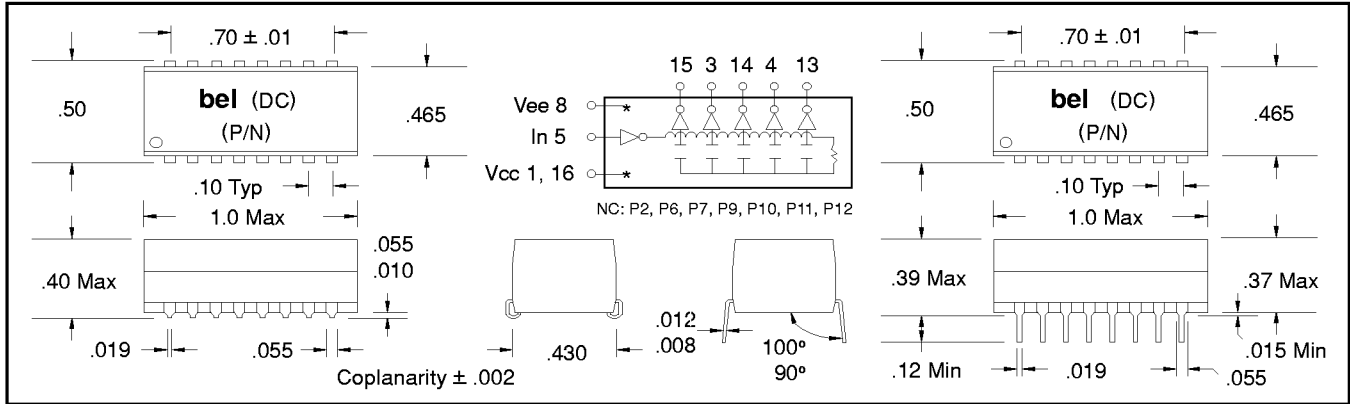 .70 ± .01
.50
bel (DC)
(P/N)
.465
.10 Typ
1.0 Max
.40 Max
.055
.010
.019
.055
Coplanarity ± .002
15 3 14 4 13
Vee 8 *
In 5
Vcc 1, 16 *
NC: P2, P6, P7, P9, P10, P11, P12
.430
.012
.008
100º
90º
.70 ± .01
.50
bel (DC)
(P/N)
.465
.10 Typ
1.0 Max
.39 Max
.37 Max
.12 Min
.019
.015 Min
.055